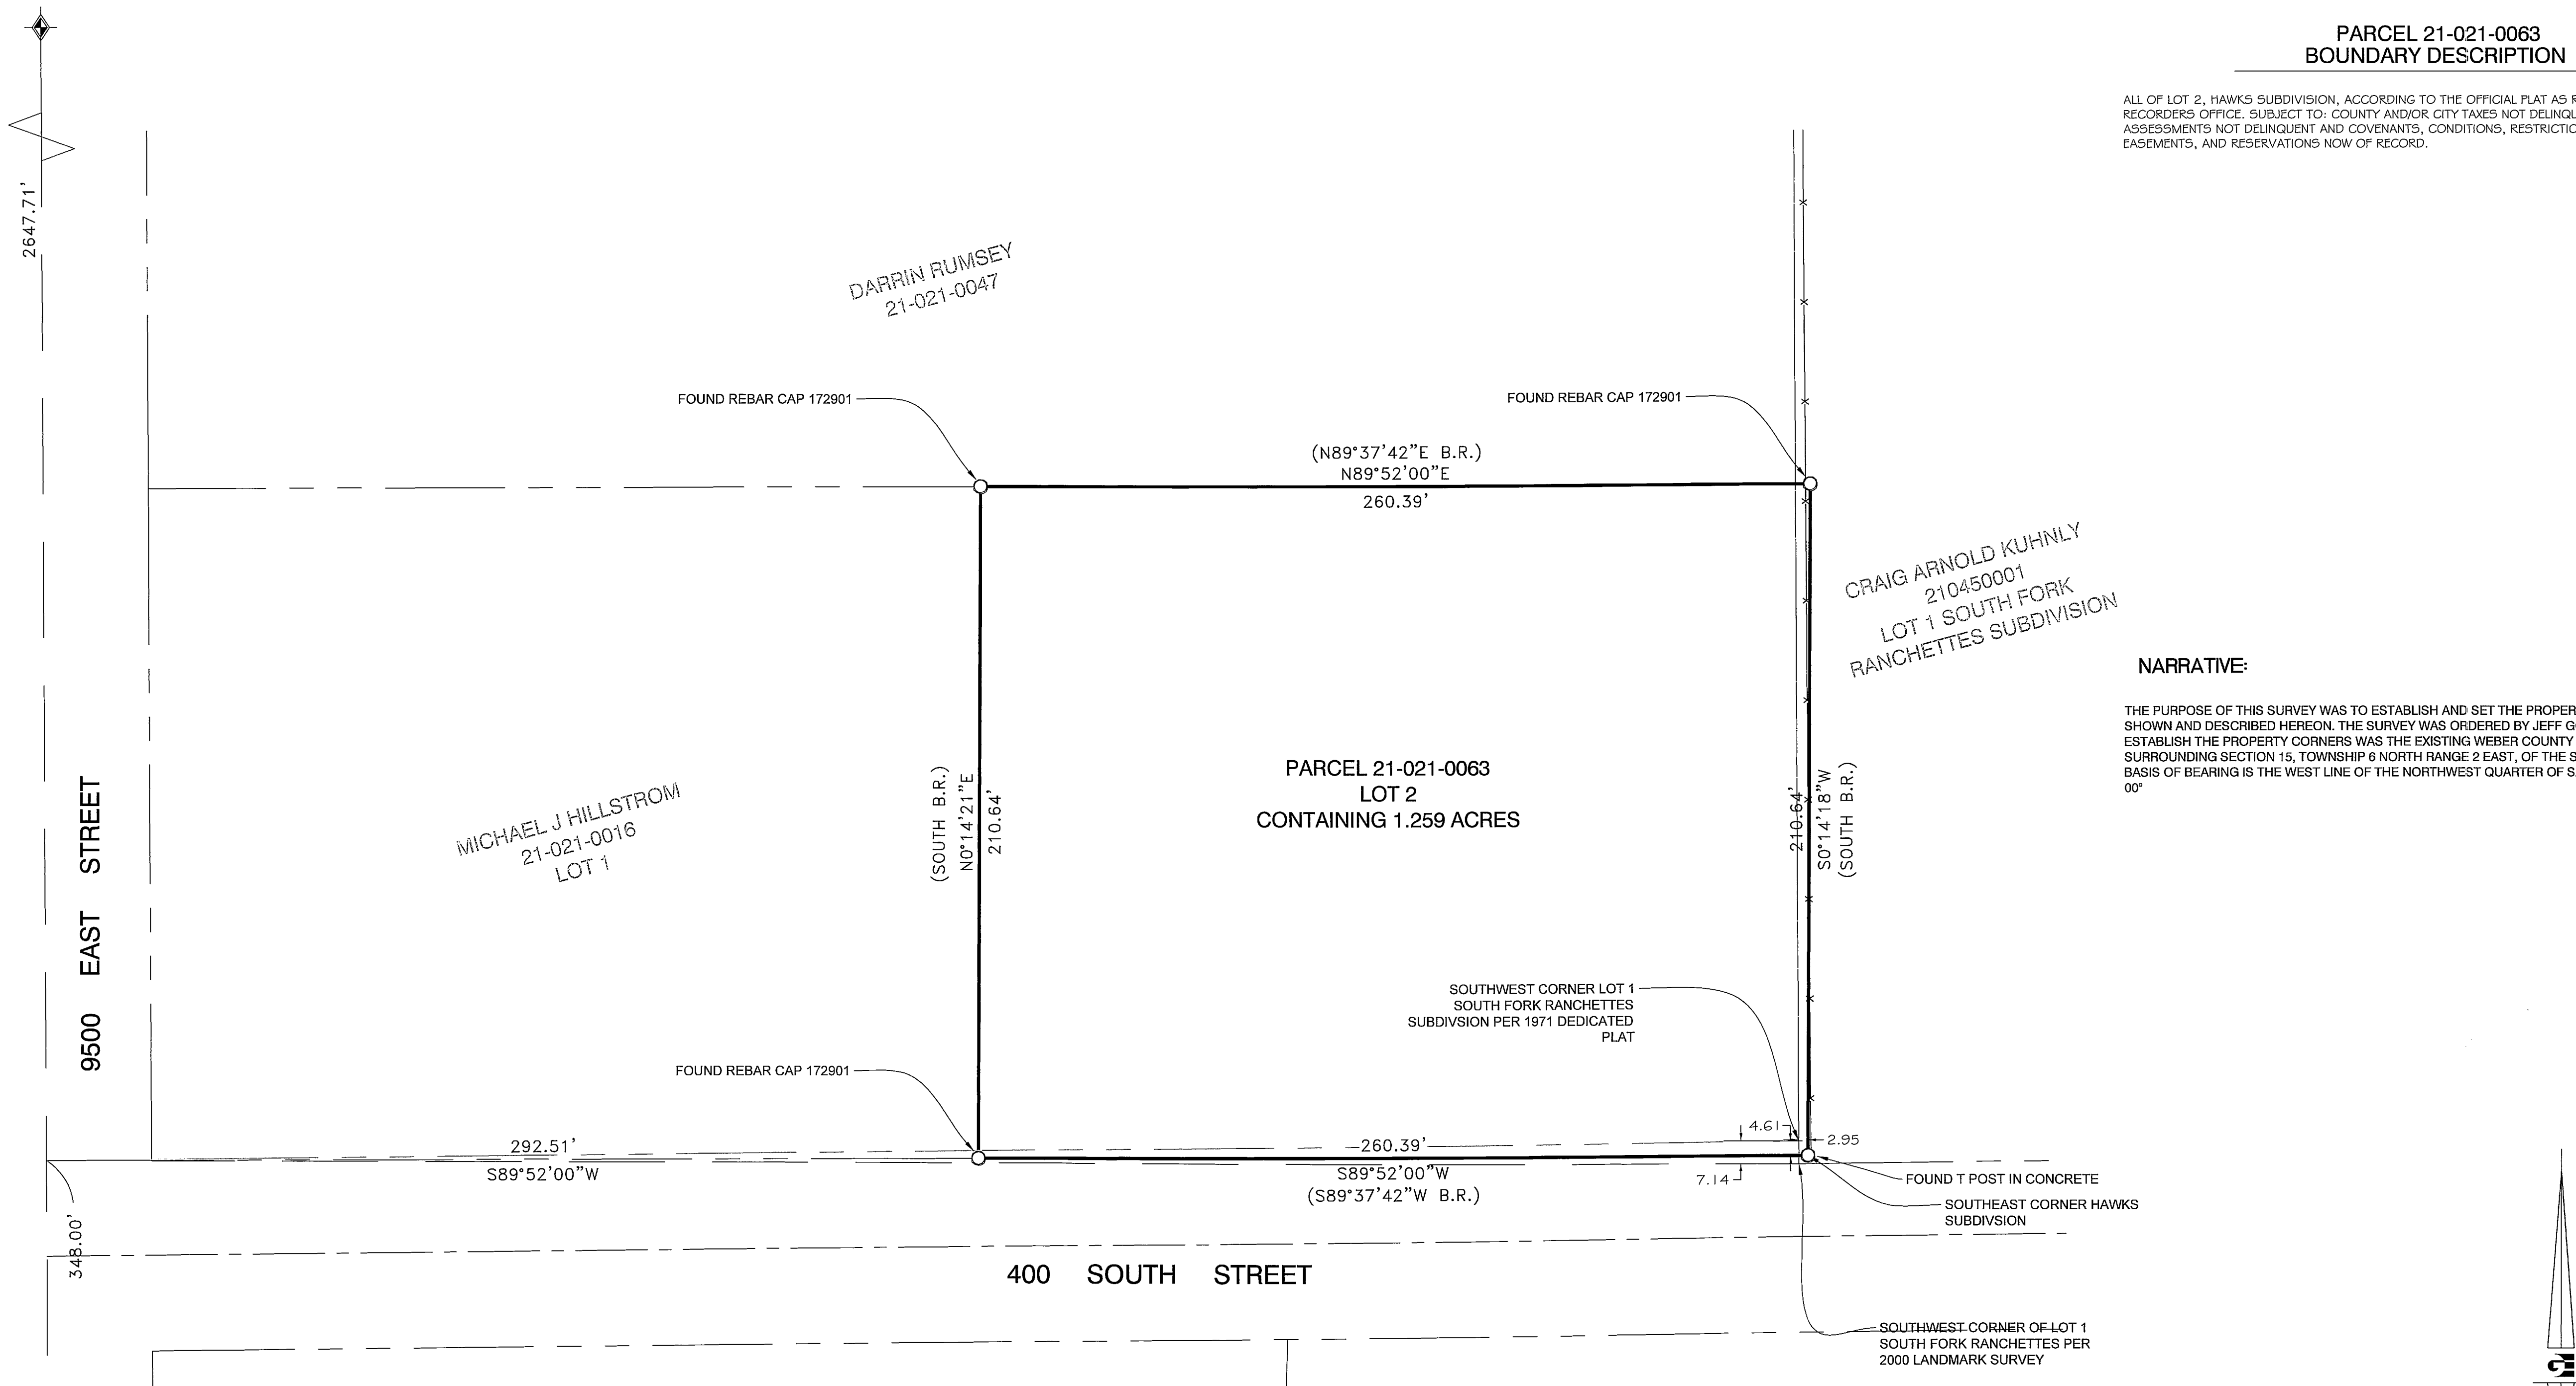 PARCEL 21-021-0063
BOUNDARY DESCRIPTION
ALL OF LOT 2, HAWKS SUBDIVISION, ACCORDING TO THE OFFICIAL PLAT AS
RECORDERS OFFICE. SUBJECT TO: COUNTY AND/OR CITY TAXES NOT
ASSESSMENTS NOT DELINQUENT AND COVENANTS, CONDITIONS,
EASEMENTS, AND RESERVATIONS NOW OF RECORD.
2647.71'
DARRIN RUMSEY
21-021-0047
FOUND REBAR CAP 172901
FOUND REBAR CAP 172901
(N89°37'42"E B.R.)
N89°52'00"E
260.39'
CRAIG ARNOLD KUHNLY
210450001
LOT 1 SOUTH FORK
RANCHETTES SUBDIVISION
NARRATIVE:
THE PURPOSE OF THIS SURVEY WAS TO ESTABLISH AND SET THE
SHOWN AND DESCRIBED HEREON. THE SURVEY WAS ORDERED BY JEFF
ESTABLISH THE PROPERTY CORNERS WAS THE EXISTING WEBER COUNTY
SURROUNDING SECTION 15, TOWNSHIP 6 NORTH RANGE 2 EAST, OF THE
BASIS OF BEARING IS THE WEST LINE OF THE NORTHWEST QUARTER OF
00"
9500 EAST STREET
MICHAEL J HILLSTROM
21-021-0016
LOT 1
(SOUTH B.R.)
N0°14'21"E
210.64'
PARCEL 21-021-0063
LOT 2
CONTAINING 1.259 ACRES
210.64'
S0°14'18"W
(SOUTH B.R.)
SOUTHWEST CORNER LOT 1
SOUTH FORK RANCHETTES
SUBDIVSION PER 1971 DEDICATED
PLAT
FOUND REBAR CAP 172901
292.51'
S89°52'00"W
260.39'
S89°52'00"W
(S89°37'42"W B.R.)
4.61
2.95
7.14
FOUND T POST IN CONCRETE
SOUTHEAST CORNER HAWKS
SUBDIVSION
348.00'
400 SOUTH STREET
SOUTHWEST CORNER OF LOT 1
SOUTH FORK RANCHETTES PER
2000 LANDMARK SURVEY